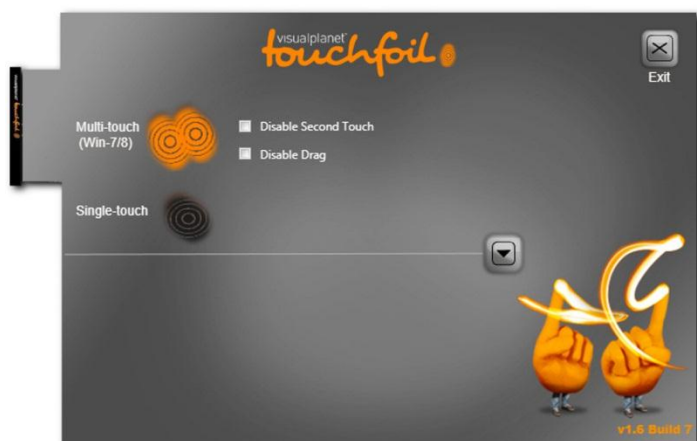 visualplanet
touchfoil
Exit
Multi-touch
(Win-7/8)
Disable Second Touch
Disable Drag
Single-touch
v1.6 Build 7